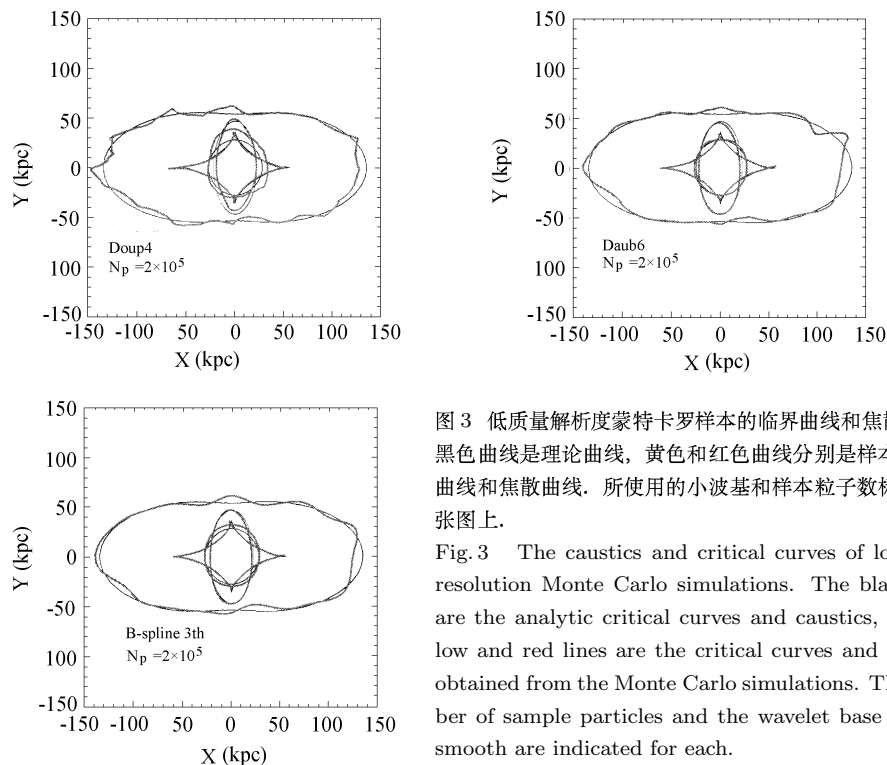 150
100
50
0
-50
100
-150
-150
-100
50
0
50
100
150
Y (kpc)
X (kpc)
Doup4
Np =2×10⁵
150
100
50
0
-50
100
-150
-150
-100
50
0
50
100
150
Y (kpc)
X (kpc)
Daub6
Np =2×10⁵
150
100
50
0
-50
100
-150
-150
-100
50
0
50
100
150
Y (kpc)
X (kpc)
B-spline 3th
Np =2×10⁵
图 3 低质量解析度蒙特卡罗样本的临界曲线和焦散
黑色曲线是理论曲线, 黄色和红色曲线分别是样本
曲线和焦散曲线. 所使用的小波基和样本粒子数
张图上.
Fig. 3 The caustics and critical curves of lo
resolution Monte Carlo simulations. The bla
are the analytic critical curves and caustics,
low and red lines are the critical curves and
obtained from the Monte Carlo simulations. T
ber of sample particles and the wavelet base
smooth are indicated for each.